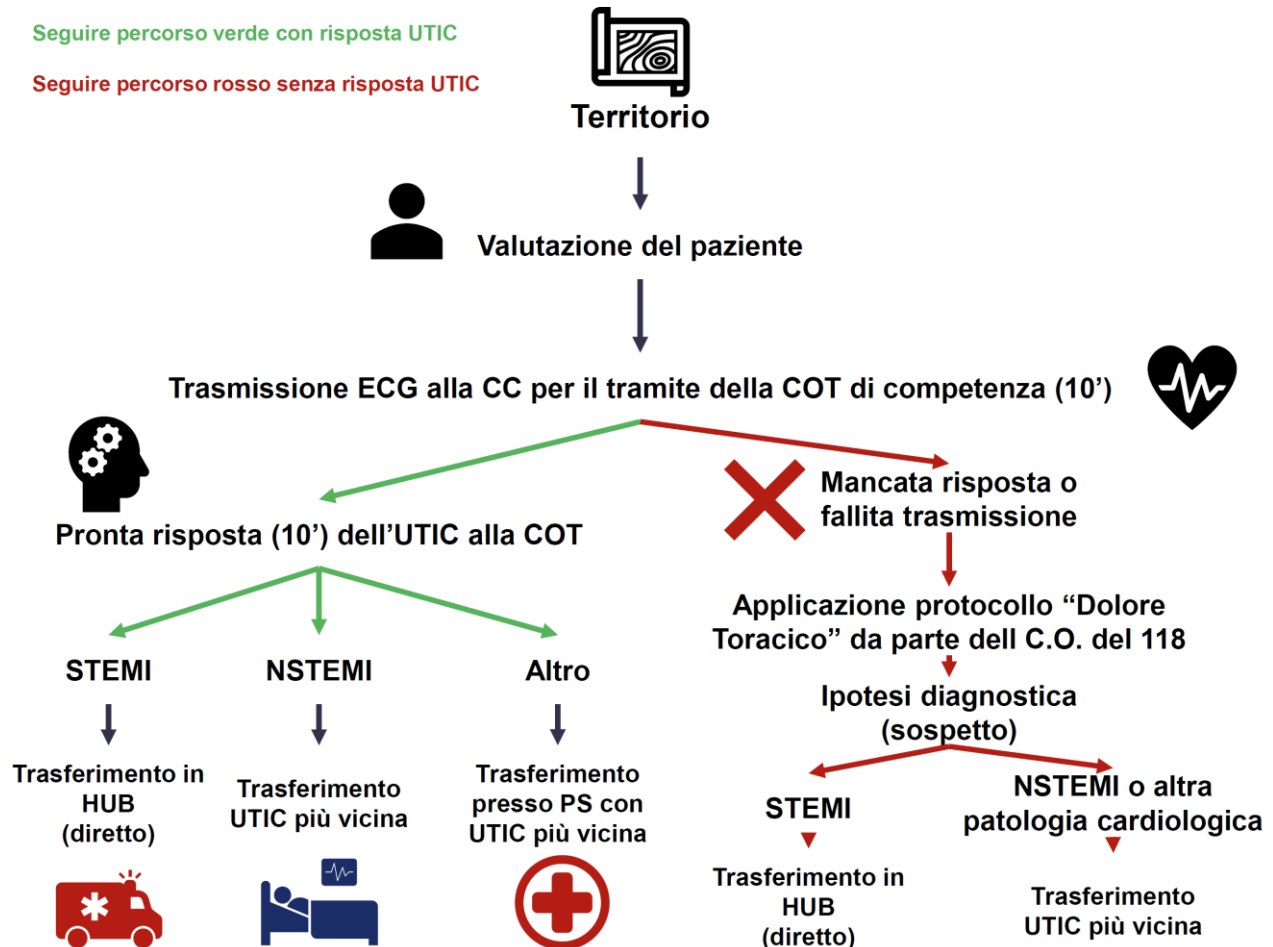 Seguire percorso verde con risposta UTIC
Seguire percorso rosso senza risposta UTIC
Territorio
Valutazione del paziente
Trasmissione ECG alla CC per il tramite della COT di competenza (10')
Pronta risposta (10') dell'UTIC alla COT
Mancata risposta o
fallita trasmissione
Applicazione protocollo “Dolore
Toracico” da parte dell C.O. del 118
Ipotesi diagnostica
(sospetto)
STEMI
NSTEMI
Altro
Trasferimento in
HUB
(diretto)
Trasferimento
UTIC più vicina
Trasferimento
presso PS con
UTIC più vicina
STEMI
NSTEMI o altra
patologia cardiologica
Trasferimento in
HUB
(diretto)
Trasferimento
UTIC più vicina